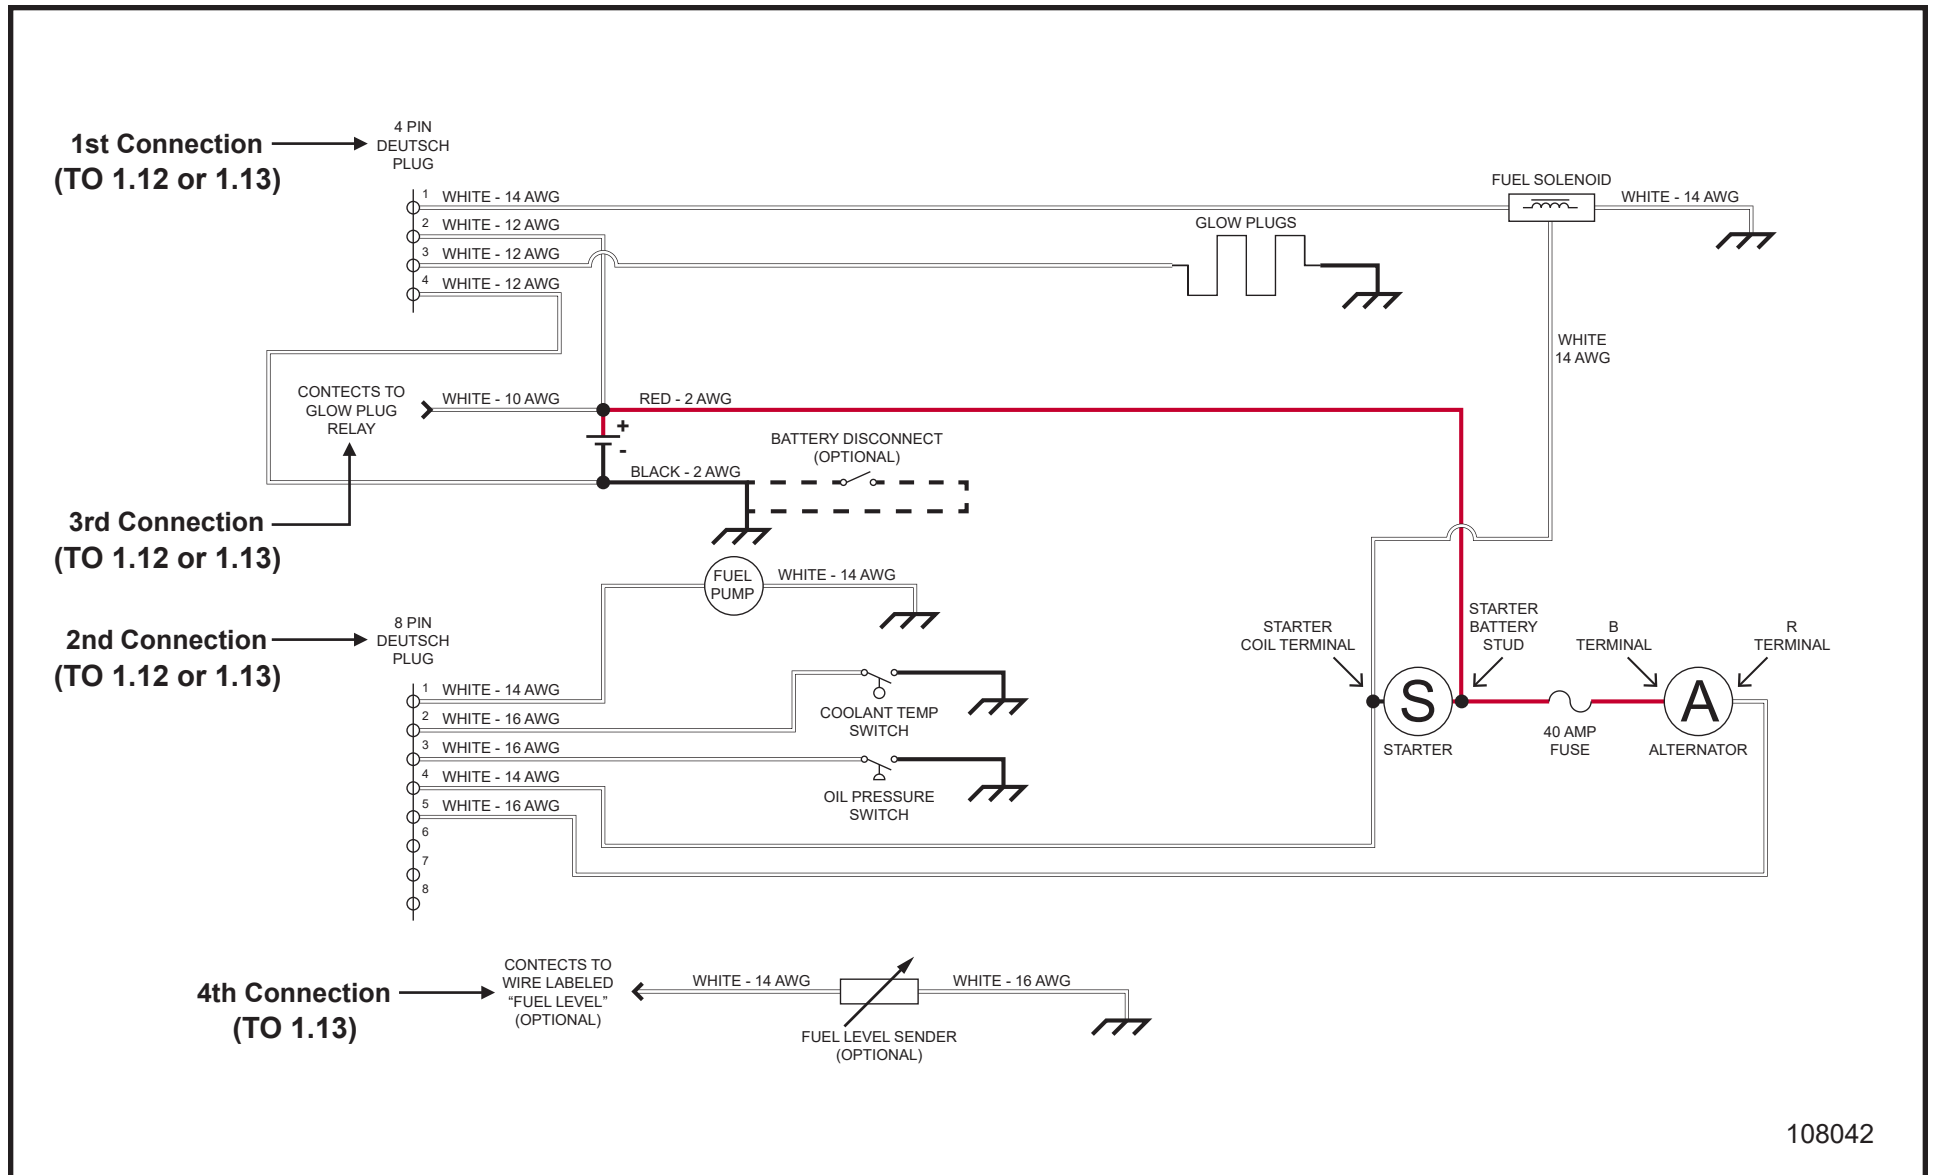 1st Connection
(TO 1.12 or 1.13)
4 PIN
DEUTSCH
PLUG
1 WHITE - 14 AWG
2 WHITE - 12 AWG
3 WHITE - 12 AWG
4 WHITE - 12 AWG
FUEL SOLENOID
WHITE - 14 AWG
GLOW PLUGS
WHITE
14 AWG
CONTECTS TO
GLOW PLUG
RELAY
WHITE - 10 AWG
RED - 2 AWG
+
-
BATTERY DISCONNECT
(OPTIONAL)
BLACK - 2 AWG
3rd Connection
(TO 1.12 or 1.13)
FUEL
PUMP
WHITE - 14 AWG
2nd Connection
(TO 1.12 or 1.13)
8 PIN
DEUTSCH
PLUG
1 WHITE - 14 AWG
2 WHITE - 16 AWG
3 WHITE - 16 AWG
4 WHITE - 14 AWG
5 WHITE - 16 AWG
6
7
8
COOLANT TEMP
SWITCH
OIL PRESSURE
SWITCH
STARTER
COIL TERMINAL
STARTER
BATTERY
STUD
B
TERMINAL
R
TERMINAL
S
STARTER
40 AMP
FUSE
A
ALTERNATOR
4th Connection
(TO 1.13)
CONTECTS TO
WIRE LABELED
“FUEL LEVEL”
(OPTIONAL)
WHITE - 14 AWG
WHITE - 16 AWG
FUEL LEVEL SENDER
(OPTIONAL)
108042